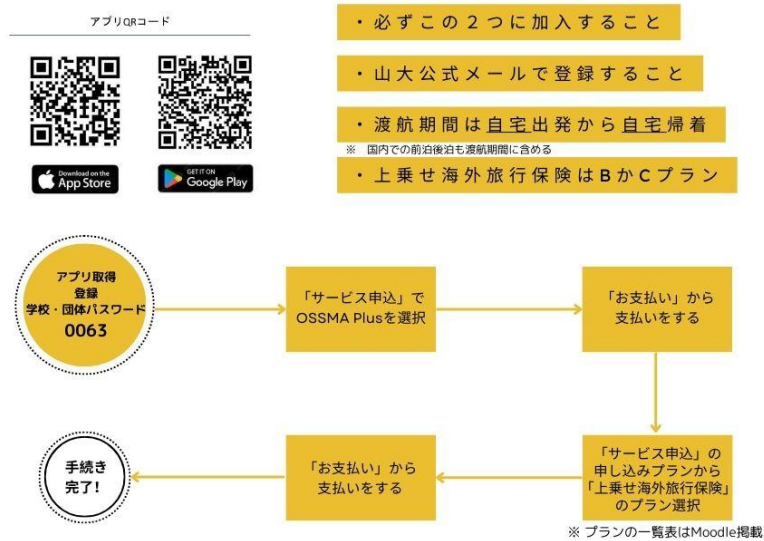 アプリQRコード
Download on the
App Store
GET IT ON
Google Play
・必ずこの２つに加入すること
・山大公式メールで登録すること
・渡航期間は自宅出発から自宅帰着
※　国内での前泊後泊も渡航期間に含める
・上乗せ海外旅行保険はBかCプラン
アプリ取得
登録
学校・団体パスワード
0063
「サービス申込」で
OSSMA Plusを選択
「お支払い」から
支払いをする
「サービス申込」の
申し込みプランから
「上乗せ海外旅行保険」
のプラン選択
※ プランの一覧表はMoodle掲載
「お支払い」から
支払いをする
手続き
完了!